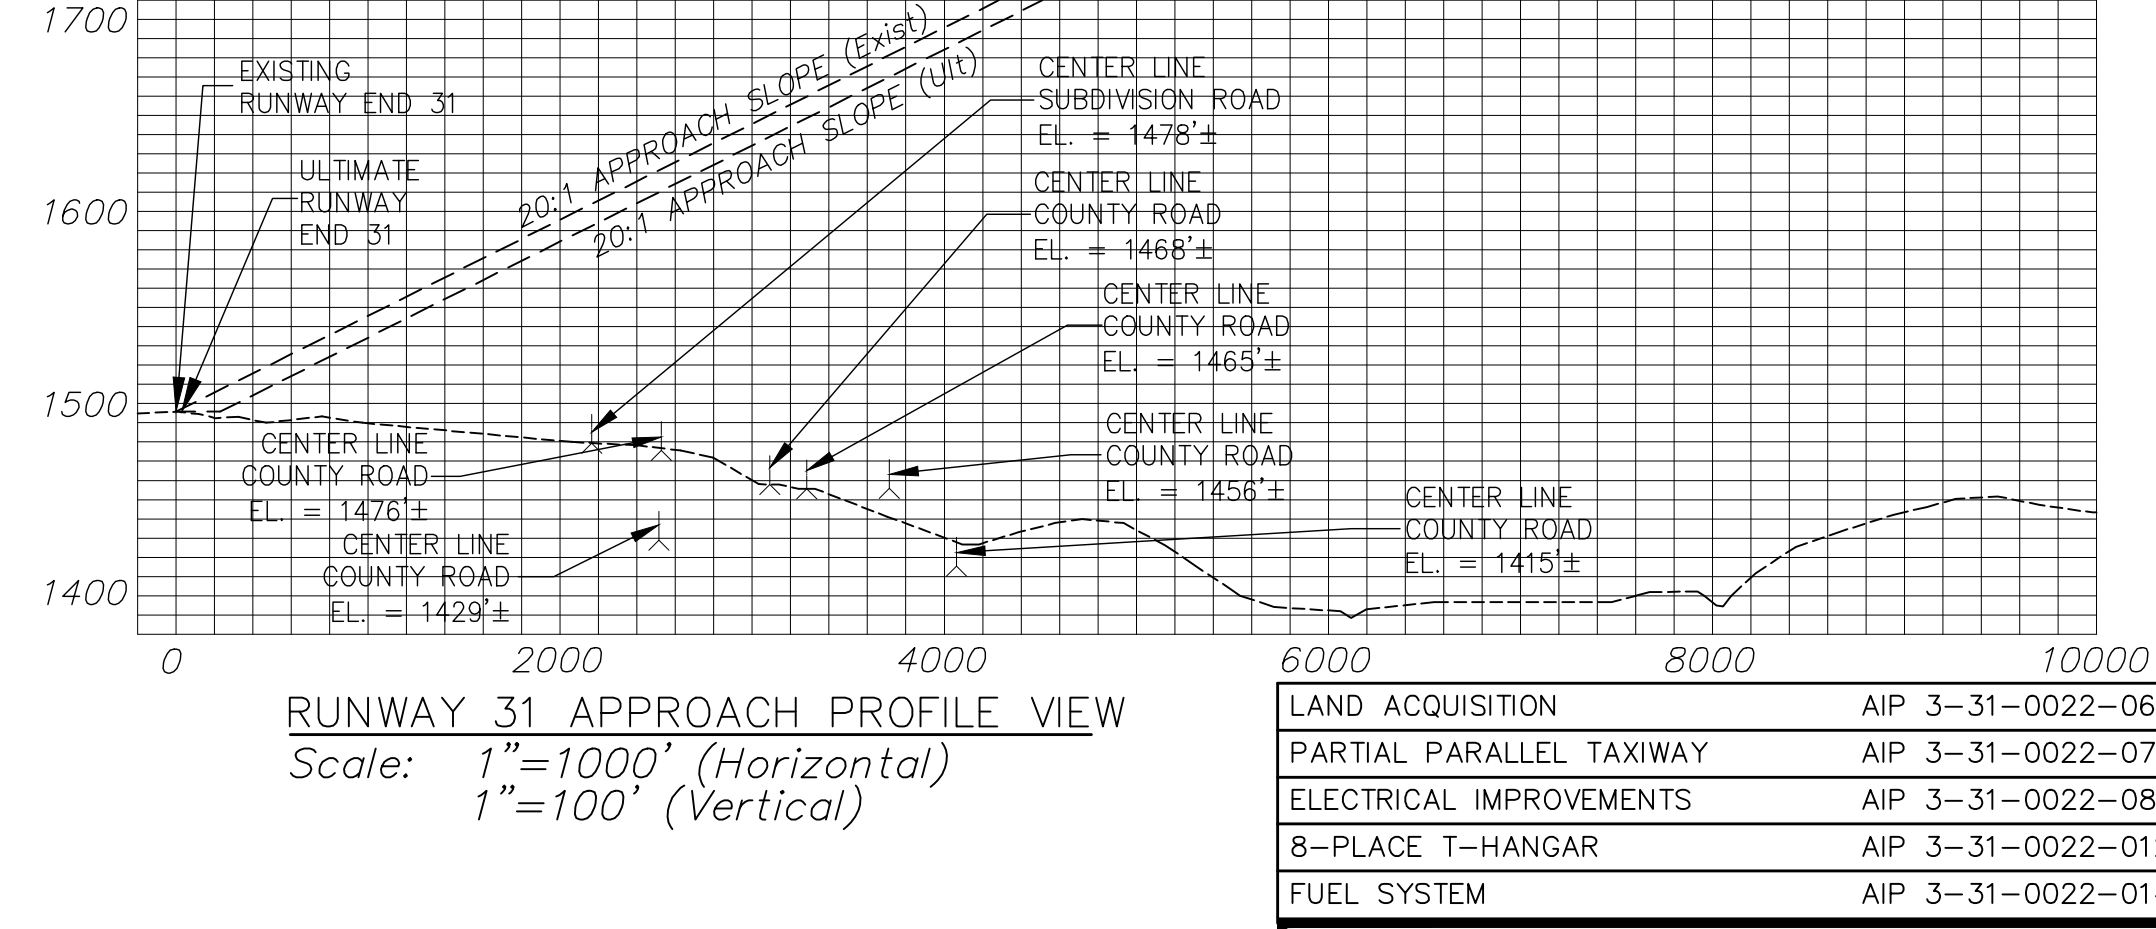 1700
1600
1500
1400
EXISTING
RUNWAY END 31
ULTIMATE
RUNWAY
END 31
20:1 APPROACH SLOPE (Exist)
20:1 APPROACH SLOPE (Ult)
CENTER LINE
SUBDIVISION ROAD
EL. = 1478'±
CENTER LINE
COUNTY ROAD
EL. = 1468'±
CENTER LINE
COUNTY ROAD
EL. = 1465'±
CENTER LINE
COUNTY ROAD
EL. = 1456'±
CENTER LINE
COUNTY ROAD
EL. = 1415'±
CENTER LINE
COUNTY ROAD
EL. = 1476'±
CENTER LINE
COUNTY ROAD
EL. = 1429'±
0 2000 4000 6000 8000 10000
RUNWAY 31 APPROACH PROFILE VIEW
Scale: 1"=1000' (Horizontal)
1"=100' (Vertical)
LAND ACQUISITION AIP 3-31-0022-06
PARTIAL PARALLEL TAXIWAY AIP 3-31-0022-07
ELECTRICAL IMPROVEMENTS AIP 3-31-0022-08
8-PLACE T-HANGAR AIP
FUEL SYSTEM AIP